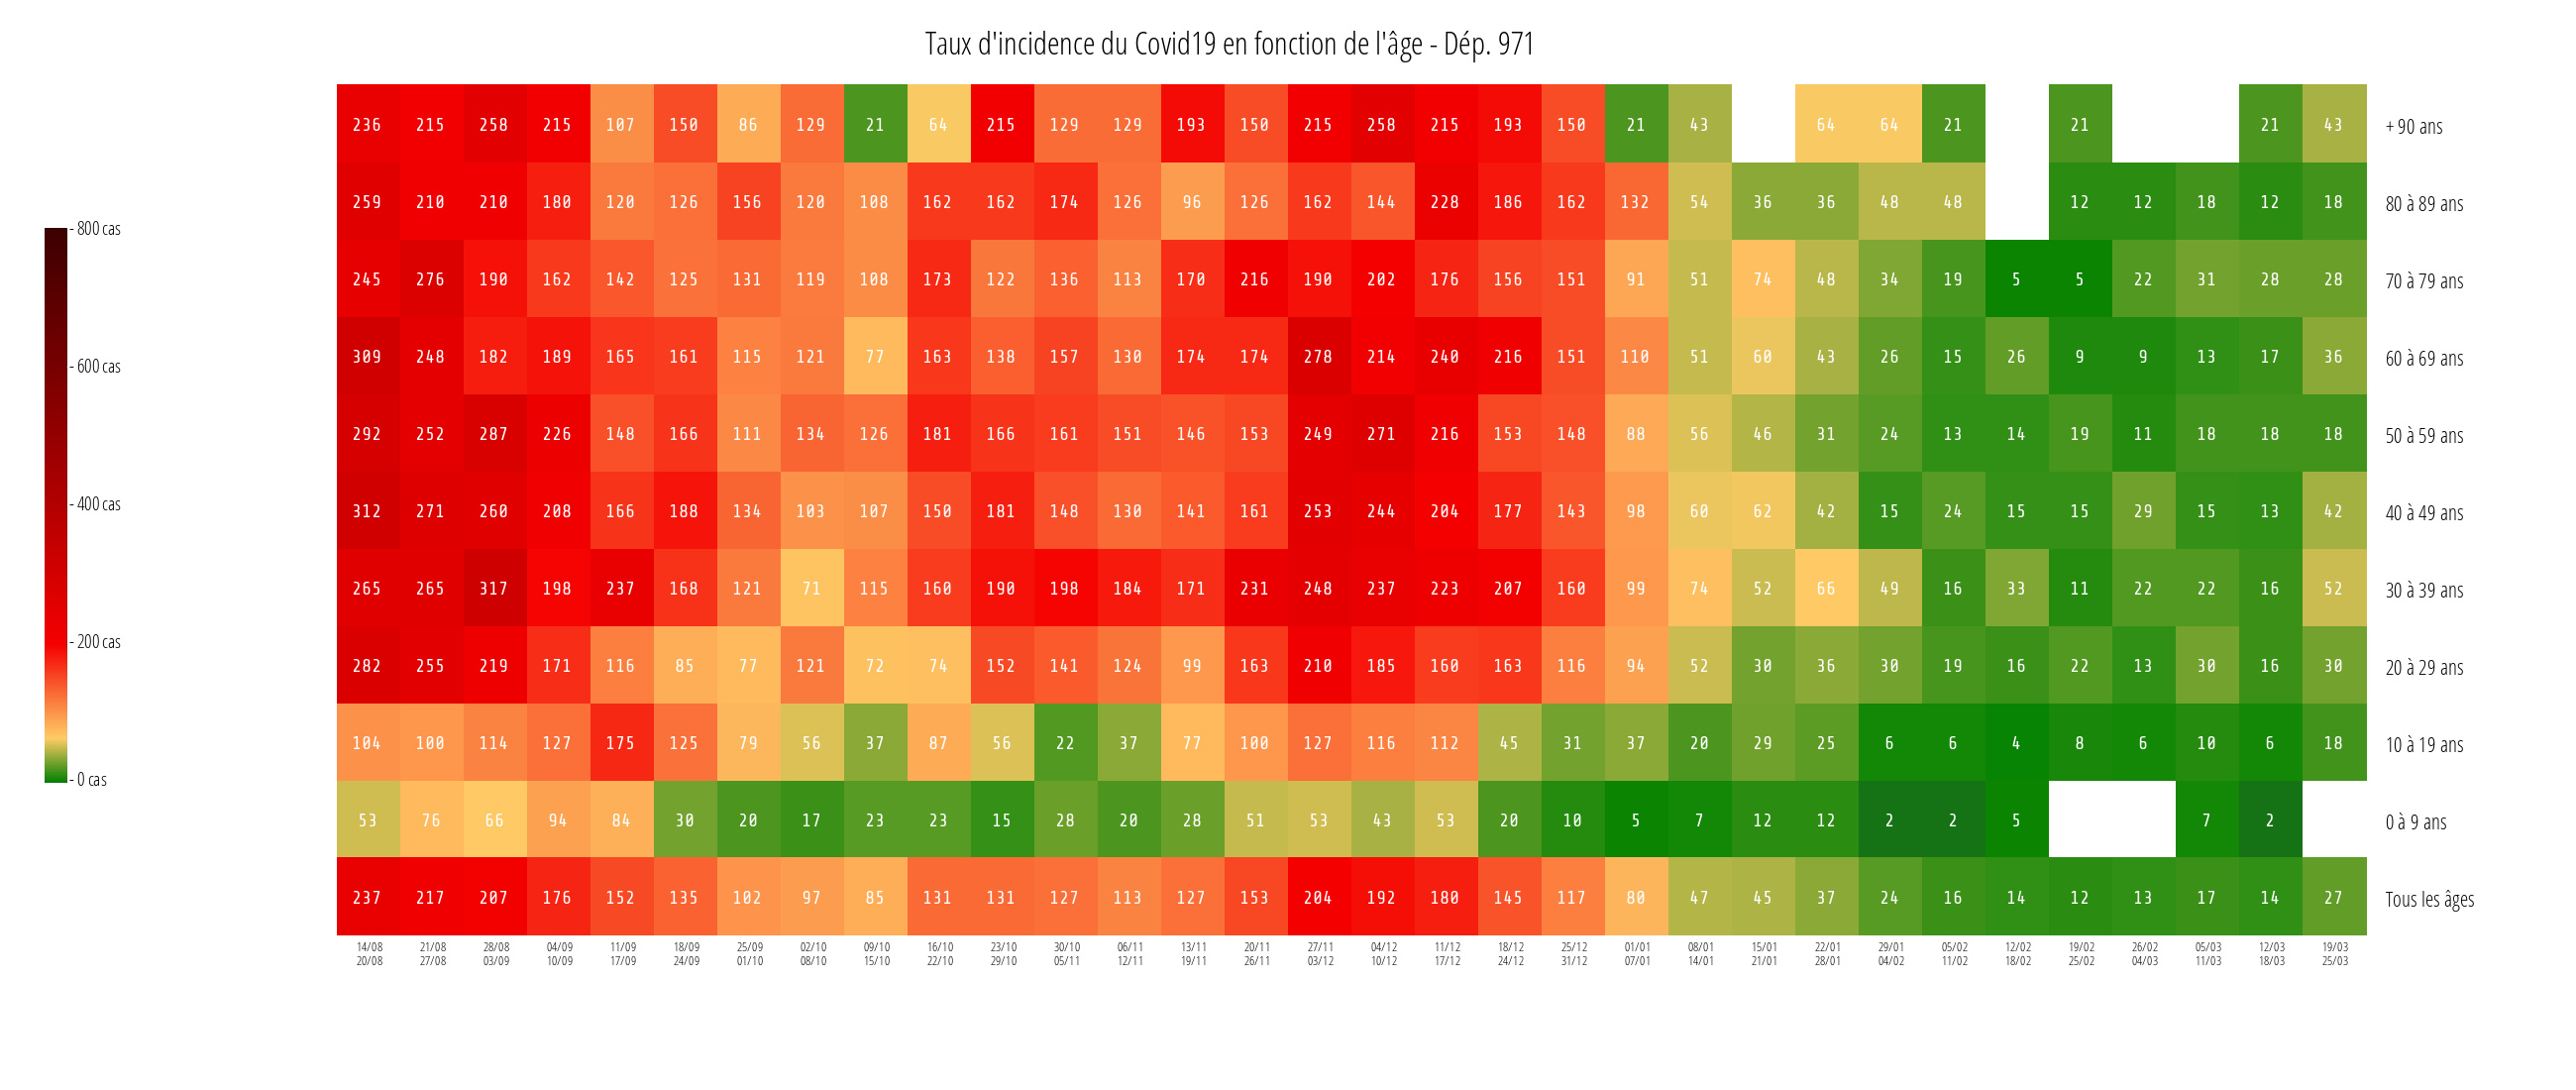 Taux d'incidence du Covid19 en fonction de l'âge - Dép. 971
236 215 258 215 107 150 86 129 21 64 215 129 129 193 150 215 258 215 193 150 21 43 64 64 21 21 21 43 + 90 ans
259 210 210 180 120 126 156 120 108 162 162 174 126 96 126 162 144 228 186 162 132 54 36 36 48 48 12 12 18 12 18 80 à 89 ans
245 276 190 162 142 125 131 119 108 173 122 136 113 170 216 190 202 176 156 151 91 51 74 48 34 19 5 5 22 31 28 28 70 à 79 ans
309 248 182 189 165 161 115 121 77 163 138 157 130 174 174 278 214 240 216 151 110 51 60 43 26 15 26 9 9 13 17 36 60 à 69 ans
292 252 287 226 148 166 111 134 126 181 166 161 151 146 153 249 271 216 153 148 88 56 46 31 24 13 14 19 11 18 18 18 50 à 59 ans
312 271 260 208 166 188 134 103 107 150 181 148 130 141 161 253 244 204 177 143 98 60 62 42 15 24 15 15 29 15 13 42 40 à 49 ans
265 265 317 198 237 168 121 71 115 160 190 198 184 171 231 248 237 223 207 160 99 74 52 66 49 16 33 11 22 22 16 52 30 à 39 ans
282 255 219 171 116 85 77 121 72 74 152 141 124 99 163 210 185 160 163 116 94 52 30 36 30 19 16 22 13 30 16 30 20 à 29 ans
104 100 114 127 175 125 79 56 37 87 56 22 37 77 100 127 116 112 45 31 37 20 29 25 6 6 4 8 6 10 6 18 10 à 19 ans
53 76 66 94 84 30 20 17 23 23 15 28 20 28 51 53 43 53 20 10 5 7 12 12 2 2 5 7 2 0 à 9 ans
237 217 207 176 152 135 102 97 85 131 131 127 113 127 153 204 192 180 145 117 80 47 45 37 24 16 14 12 13 17 14 27 Tous les âges
14/08 21/08 28/08 04/09 11/09 18/09 25/09 02/10 09/10 16/10 23/10 30/10 06/11 13/11 20/11 27/11 04/12 11/12 18/12 25/12 01/01 08/01 15/01 22/01 29/01 05/02 12/02 19/02 26/02 05/03 12/03 19/03
20/08 27/08 03/09 10/09 17/09 24/09 01/10 08/10 15/10 22/10 29/10 05/11 12/11 19/11 26/11 03/12 10/12 17/12 24/12 31/12 07/01 14/01 21/01 28/01 04/02 11/02 18/02 25/02 04/03 11/03 18/03 25/03
- 800 cas
- 600 cas
- 400 cas
- 200 cas
- 0 cas